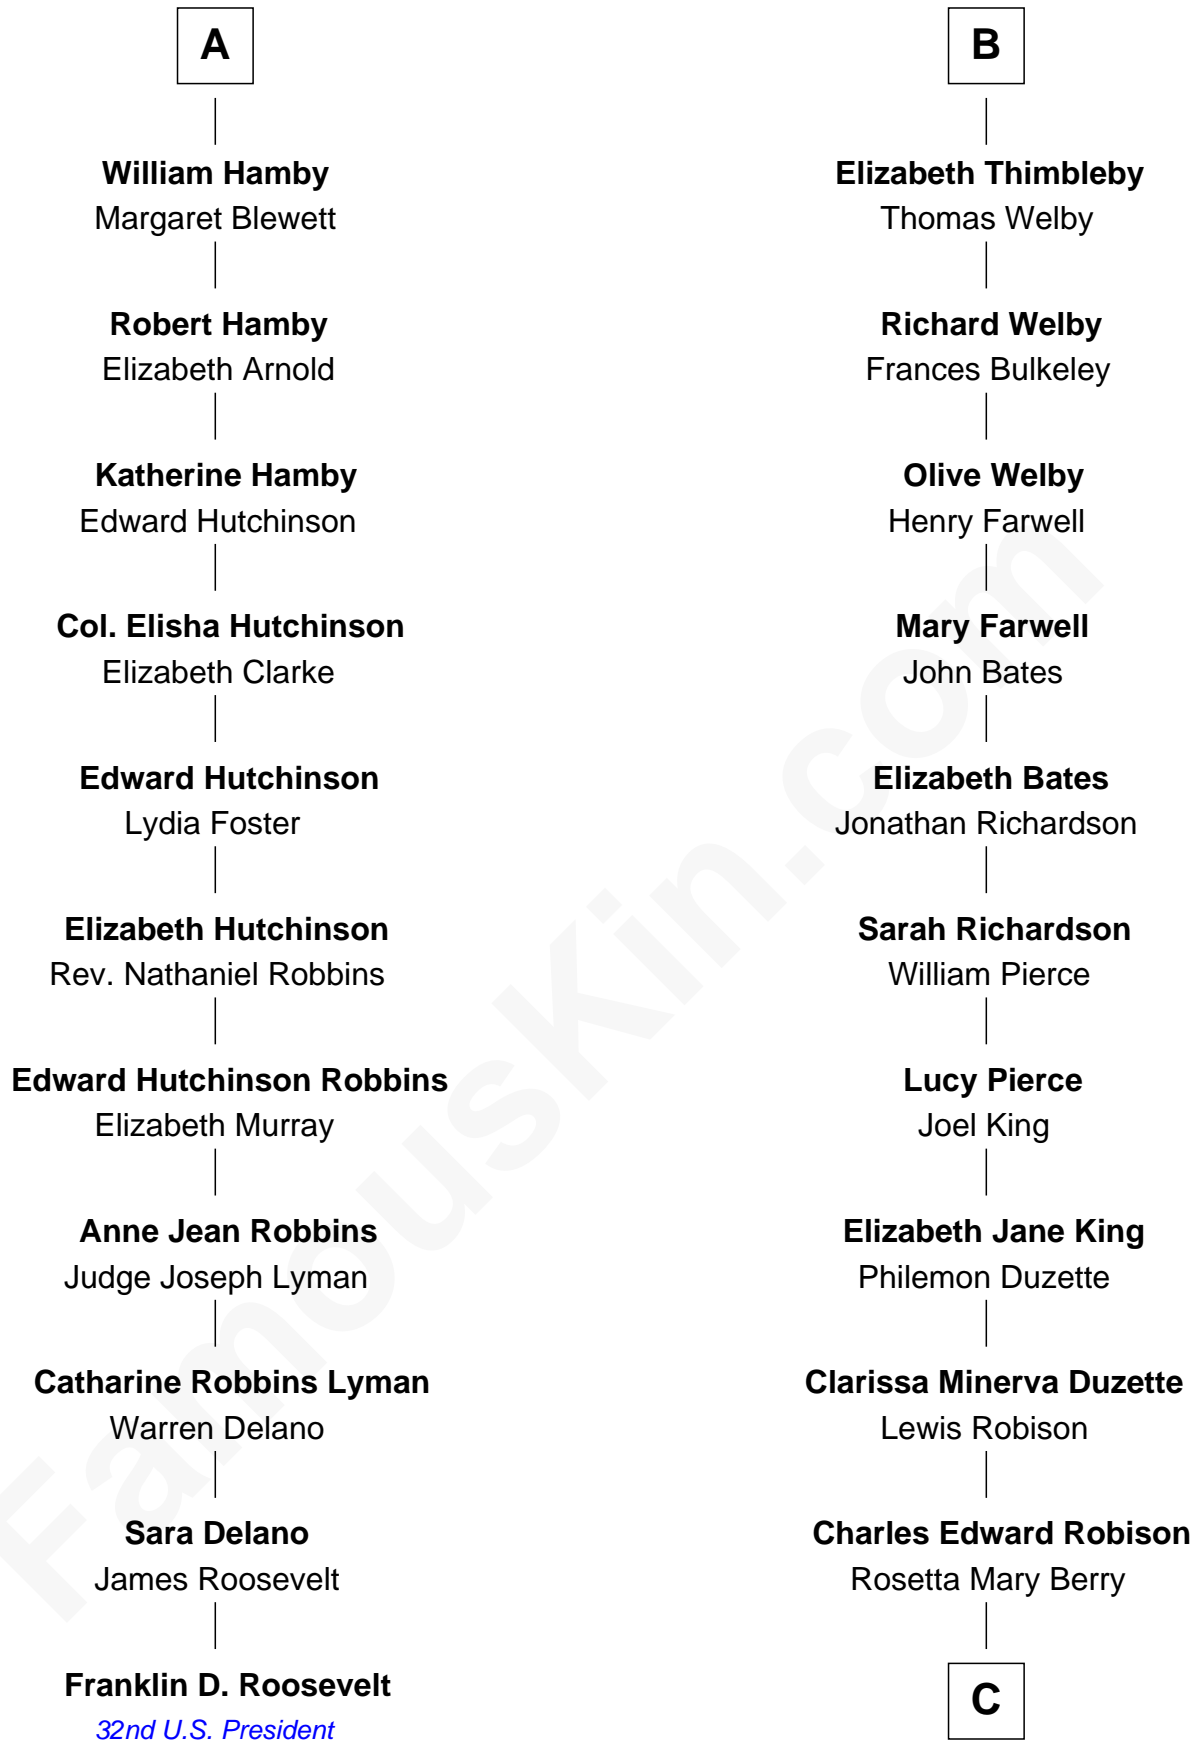 A
William Hamby
Margaret Blewett
Robert Hamby
Elizabeth Arnold
Katherine Hamby
Edward Hutchinson
Col. Elisha Hutchinson
Elizabeth Clarke
Edward Hutchinson
Lydia Foster
Elizabeth Hutchinson
Rev. Nathaniel Robbins
Edward Hutchinson Robbins
Elizabeth Murray
Anne Jean Robbins
Judge Joseph Lyman
Catharine Robbins Lyman
Warren Delano
Sara Delano
James Roosevelt
Franklin D. Roosevelt
32nd U.S. President
B
Elizabeth Thimbleby
Thomas Welby
Richard Welby
Frances Bulkeley
Olive Welby
Henry Farwell
Mary Farwell
John Bates
Elizabeth Bates
Jonathan Richardson
Sarah Richardson
William Pierce
Lucy Pierce
Joel King
Elizabeth Jane King
Philemon Duzette
Clarissa Minerva Duzette
Lewis Robison
Charles Edward Robison
Rosetta Mary Berry
C
FamousKin.com